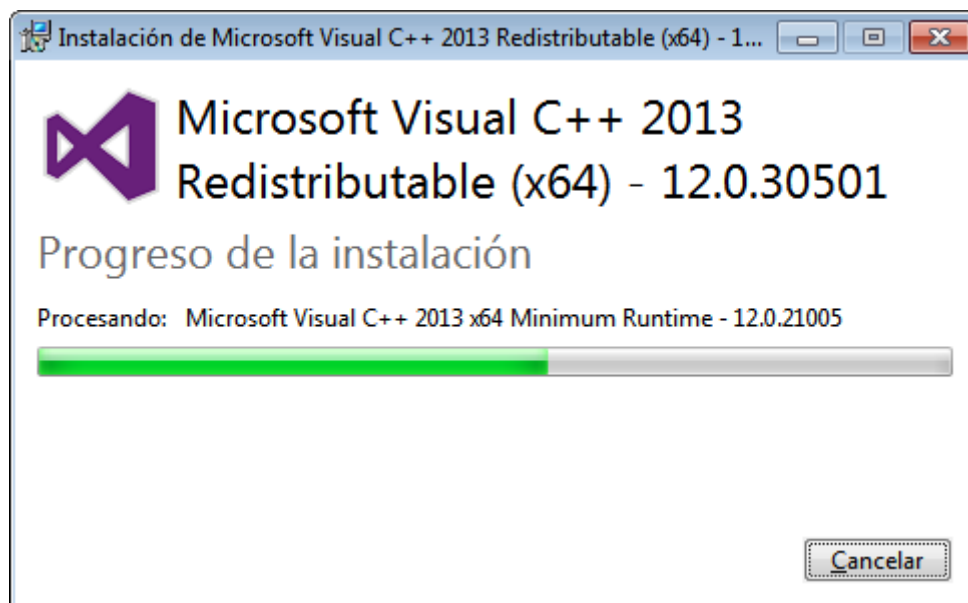 Instalación de Microsoft Visual C++ 2013 Redistributable (x64) - 1...
Microsoft Visual C++ 2013
Redistributable (x64) - 12.0.30501
Progreso de la instalación
Procesando: Microsoft Visual C++ 2013 x64 Minimum Runtime - 12.0.21005
Cancelar